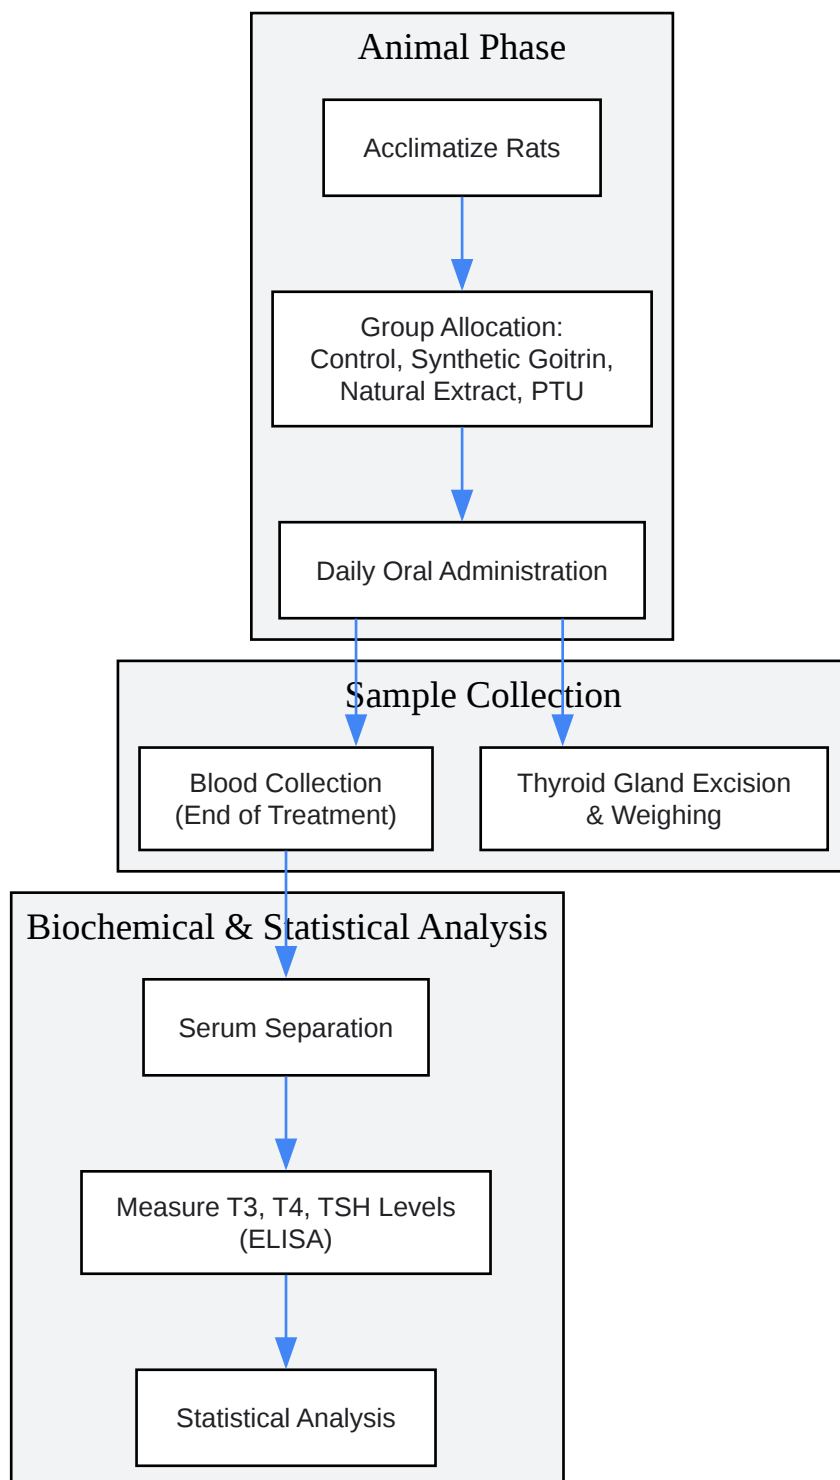 Animal Phase
Acclimatize Rats
Group Allocation:
Control, Synthetic Goitrin,
Natural Extract, PTU
Daily Oral Administration
Sample Collection
Blood Collection
(End of Treatment)
Thyroid Gland Excision
& Weighing
Biochemical & Statistical Analysis
Serum Separation
Measure T3, T4, TSH Levels
(ELISA)
Statistical Analysis